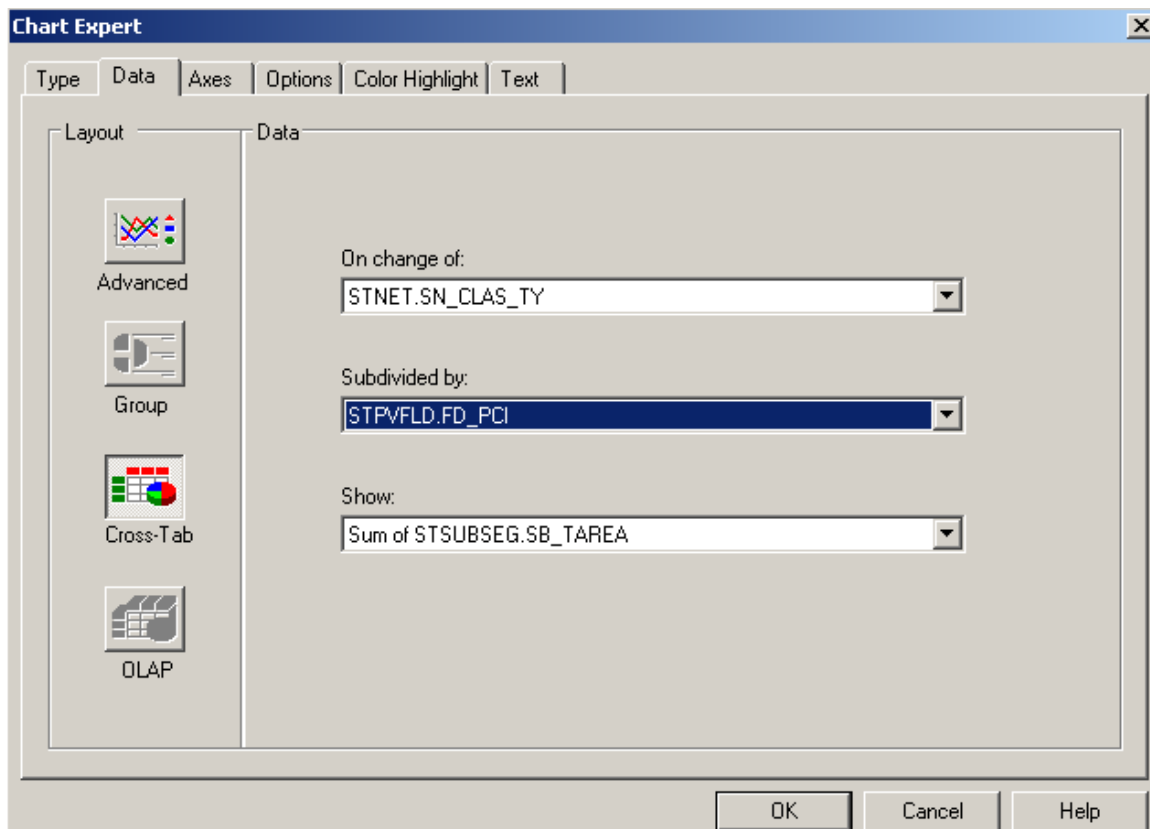 Chart Expert
Type Data Axes Options Color Highlight Text
Layout
Data
Advanced
Group
Cross-Tab
OLAP
On change of:
STNET.SN_CLAS_TY
Subdivided by:
STPVFLD.FD_PCI
Show:
Sum of STSUBSEG.SB_TAREA
OK Cancel Help